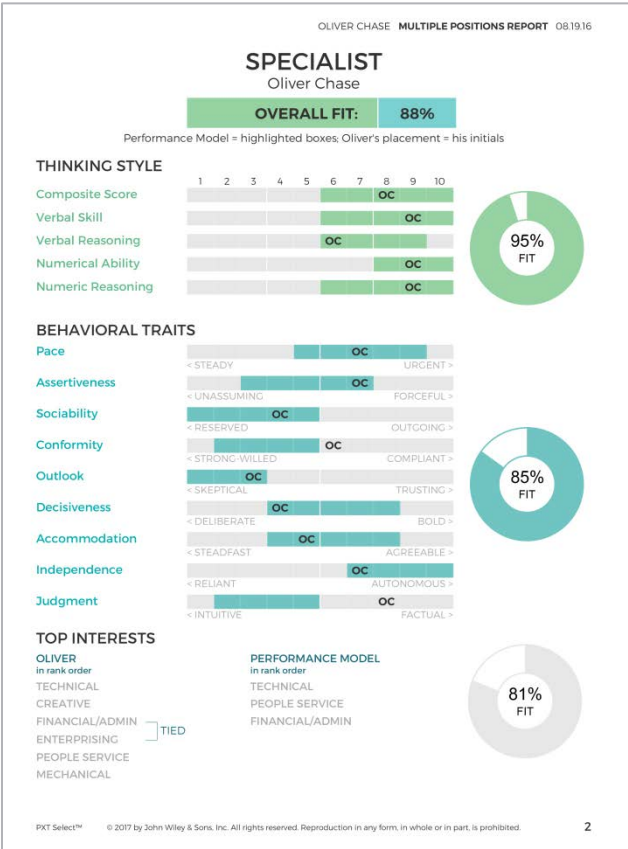 OLIVER CHASE MULTIPLE POSITIONS REPORT 08.19.16
SPECIALIST
Oliver Chase
OVERALL FIT: 88%
Performance Model = highlighted boxes; Oliver's placement = his initials
THINKING STYLE
1 2 3 4 5 6 7 8 9 10
Composite Score OC
Verbal Skill OC
Verbal Reasoning OC
Numerical Ability OC
Numeric Reasoning OC
95%
FIT
BEHAVIORAL TRAITS
Pace OC
< STEADY URGENT >
Assertiveness OC
< UNASSUMING FORCEFUL >
Sociability OC
< RESERVED OUTGOING >
Conformity OC
< STRONG-WILLED COMPLIANT >
Outlook OC
< SKEPTICAL TRUSTING >
Decisiveness OC
< DELIBERATE BOLD >
Accommodation OC
< STEADFAST AGREEABLE >
Independence OC
< RELIANT AUTONOMOUS >
Judgment OC
< INTUITIVE FACTUAL >
85%
FIT
TOP INTERESTS
OLIVER
in rank order
TECHNICAL
CREATIVE
FINANCIAL/ADMIN
ENTERPRISING
TIED
PEOPLE SERVICE
MECHANICAL
PERFORMANCE MODEL
in rank order
TECHNICAL
PEOPLE SERVICE
FINANCIAL/ADMIN
81%
FIT
PXT Select™ © 2017 by John Wiley & Sons, Inc. All rights reserved. Reproduction in any form, in whole or in part, is prohibited. 2